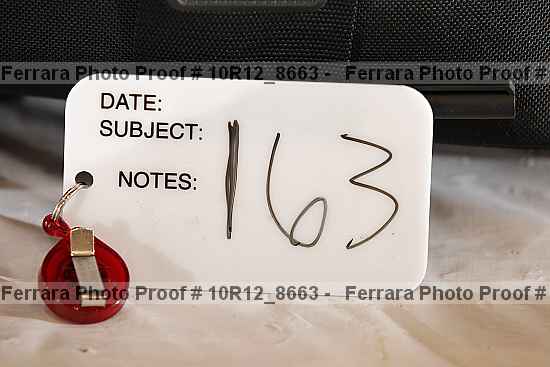 Ferrara Photo Proof # 10R12_8663 - Ferrara Photo Proof #
DATE:
SUBJECT:
163
NOTES:
Ferrara Photo Proof # 10R12_8663 - Ferrara Photo Proof #